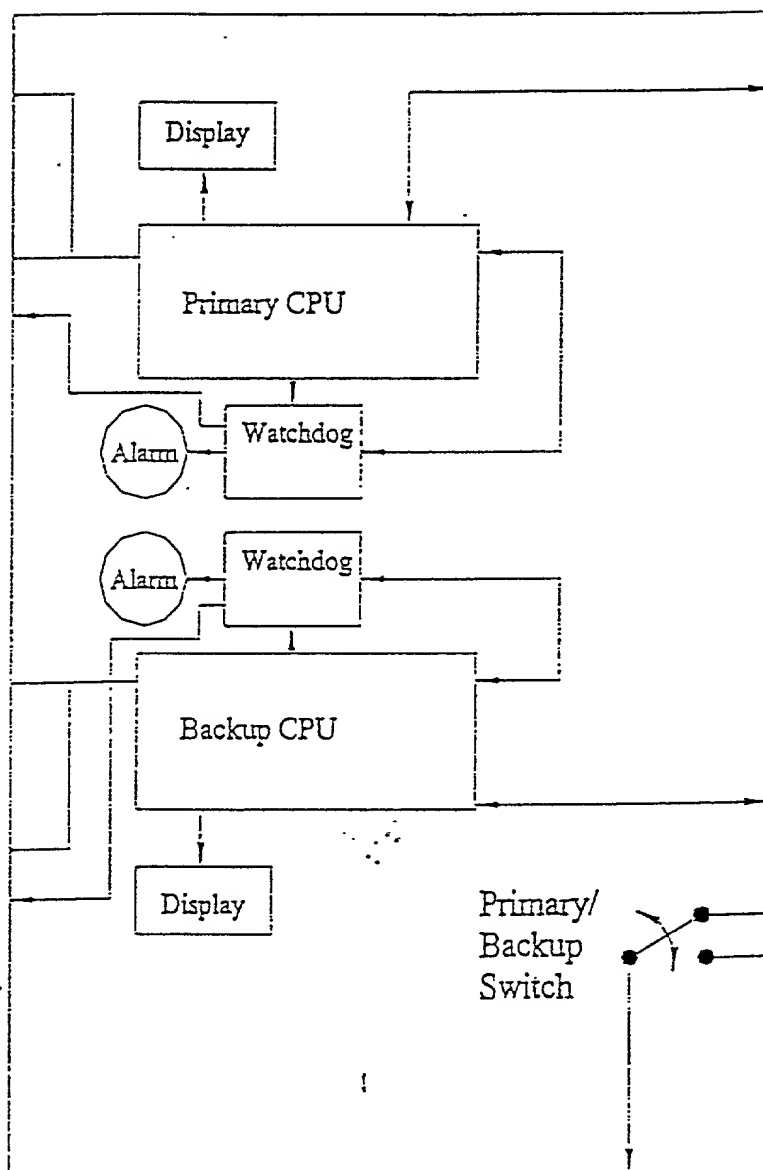 Display
Primary CPU
Watchdog
Alarm
Watchdog
Alarm
Backup CPU
Display
Primary/
Backup
Switch